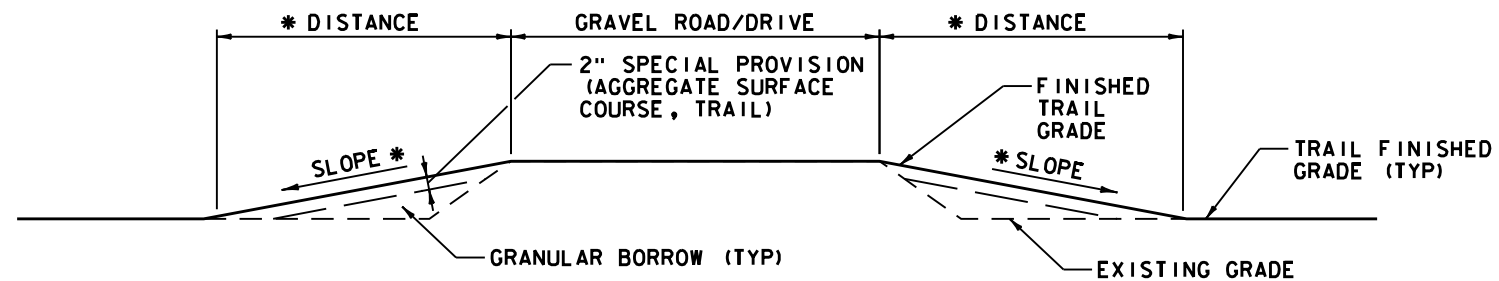 * DISTANCE
GRAVEL ROAD/DRIVE
* DISTANCE
2" SPECIAL PROVISION
(AGGREGATE SURFACE
COURSE, TRAIL)
FINISHED
TRAIL
GRADE
SLOPE *
* SLOPE
TRAIL FINISHED
GRADE (TYP)
GRANULAR BORROW (TYP)
EXISTING GRADE